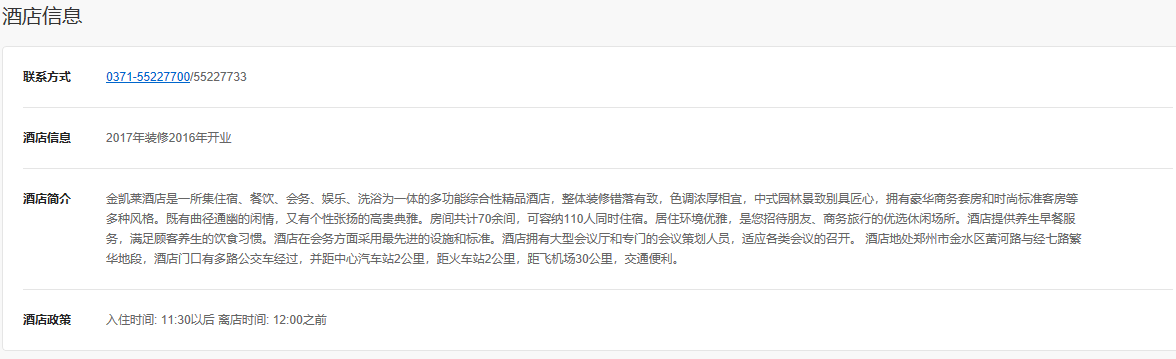 酒店信息
联系方式 0371-55227700/55227733
酒店信息 2017年装修2016年开业
酒店简介 金凯莱酒店是一所集住宿、餐饮、会务、娱乐、洗浴为一体的多功能综合性精品酒店，整体装修错落有致，色调浓厚相宜，中式园林景致别具匠心，拥有豪华商务套房和时尚标准客房等
多种风格。既有曲径通幽的闲情，又有个性张扬的高贵典雅。房间共计70余间，可容纳110人同时住宿。居住环境优雅，是您招待朋友、商务旅行的优选休闲场所。酒店提供养生早餐服
务，满足顾客养生的饮食习惯。酒店在会务方面采用最先进的设施和标准。酒店拥有大型会议厅和专门的会议策划人员，适应各类会议的召开。 酒店地处郑州市金水区黄河路与经七路繁
华地段，酒店门口有多路公交车经过，并距中心汽车站2公里，距火车站2公里，距飞机场30公里，交通便利。
酒店政策 入住时间: 11:30以后 离店时间: 12:00之前